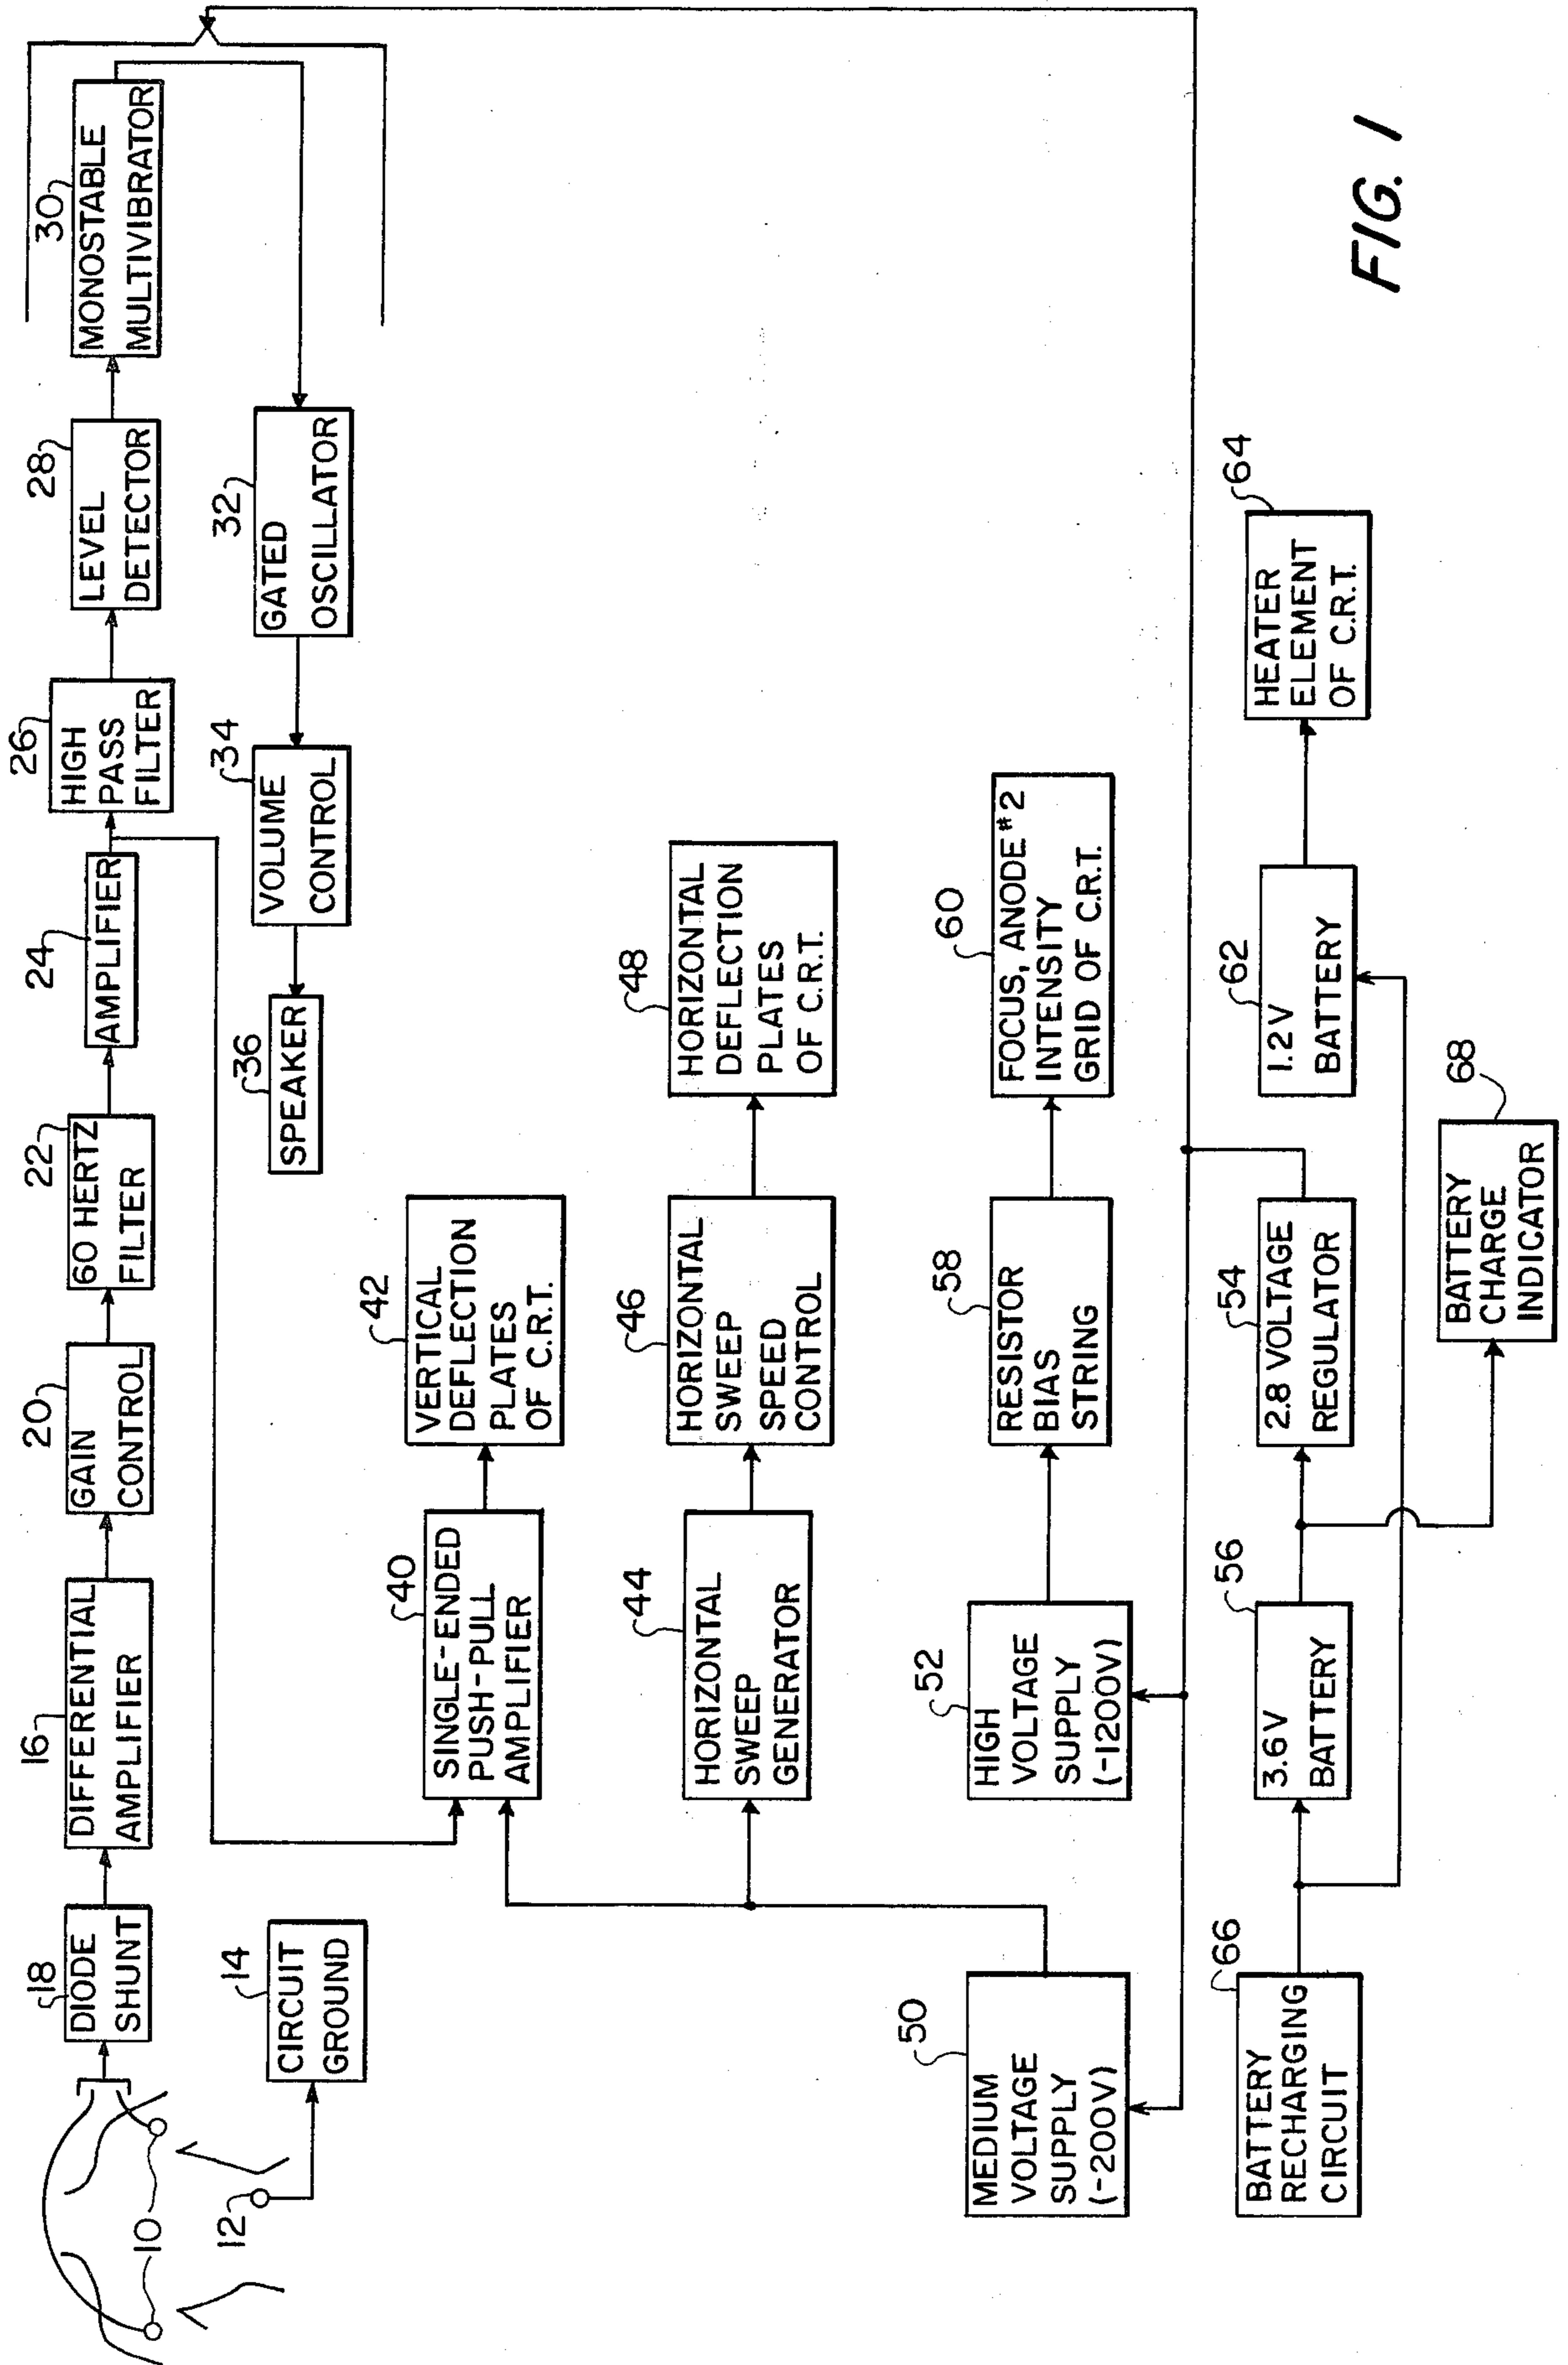 10
12
14
CIRCUIT
GROUND
18
DIODE
SHUNT
16
DIFFERENTIAL
AMPLIFIER
20
GAIN
CONTROL
22
60 HERTZ
FILTER
24
AMPLIFIER
26
HIGH
PASS
FILTER
28
LEVEL
DETECTOR
30
MONOSTABLE
MULTIVIBRATOR
32
GATED
OSCILLATOR
34
VOLUME
CONTROL
36
SPEAKER
40
SINGLE-ENDED
PUSH-PULL
AMPLIFIER
42
VERTICAL
DEFLECTION
PLATES
OF C.R.T.
44
HORIZONTAL
SWEEP
GENERATOR
46
HORIZONTAL
SWEEP
SPEED
CONTROL
48
HORIZONTAL
DEFLECTION
PLATES
OF C.R.T.
50
MEDIUM
VOLTAGE
SUPPLY
(-200V)
52
HIGH
VOLTAGE
SUPPLY
(-1200V)
58
RESISTOR
BIAS
STRING
60
FOCUS, ANODE #2
INTENSITY
GRID OF C.R.T.
66
BATTERY
RECHARGING
CIRCUIT
56
3.6V
BATTERY
54
2.8 VOLTAGE
REGULATOR
62
1.2V
BATTERY
64
HEATER
ELEMENT
OF C.R.T.
68
BATTERY
CHARGE
INDICATOR
FIG. 1